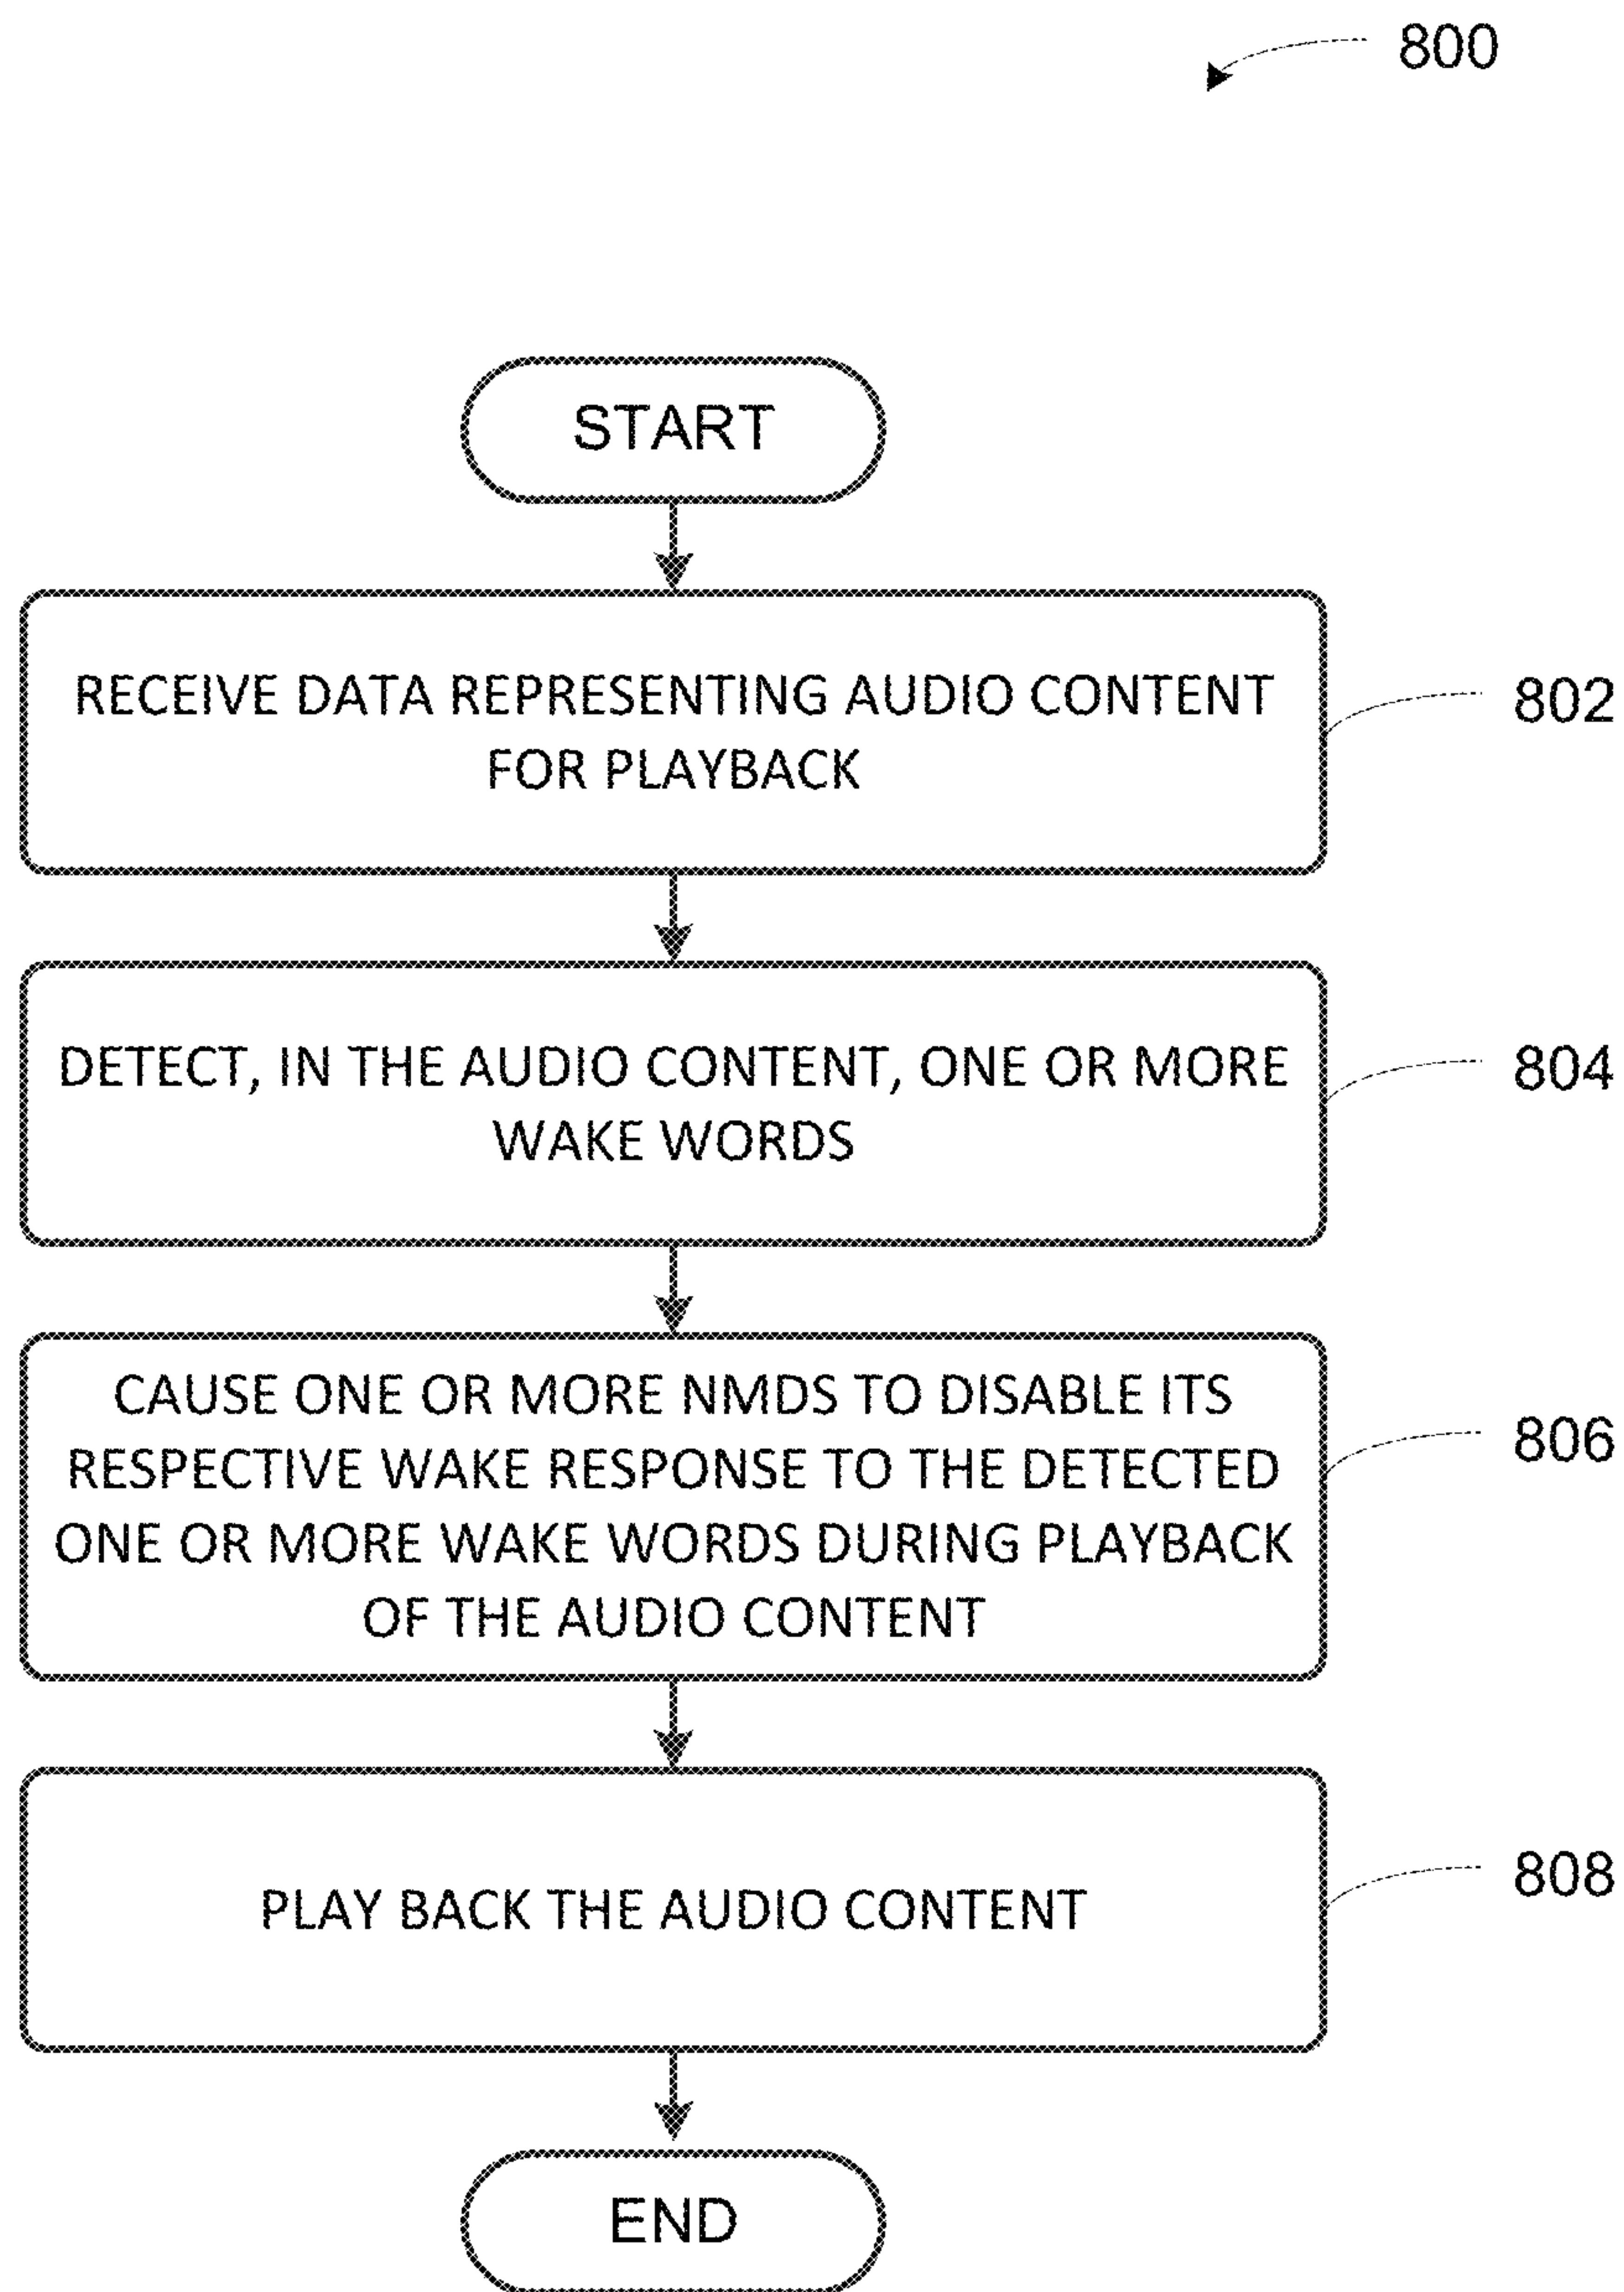 800
START
RECEIVE DATA REPRESENTING AUDIO CONTENT
FOR PLAYBACK
802
DETECT, IN THE AUDIO CONTENT, ONE OR MORE
WAKE WORDS
804
CAUSE ONE OR MORE NMDS TO DISABLE ITS
RESPECTIVE WAKE RESPONSE TO THE DETECTED
ONE OR MORE WAKE WORDS DURING PLAYBACK
OF THE AUDIO CONTENT
806
PLAY BACK THE AUDIO CONTENT
808
END